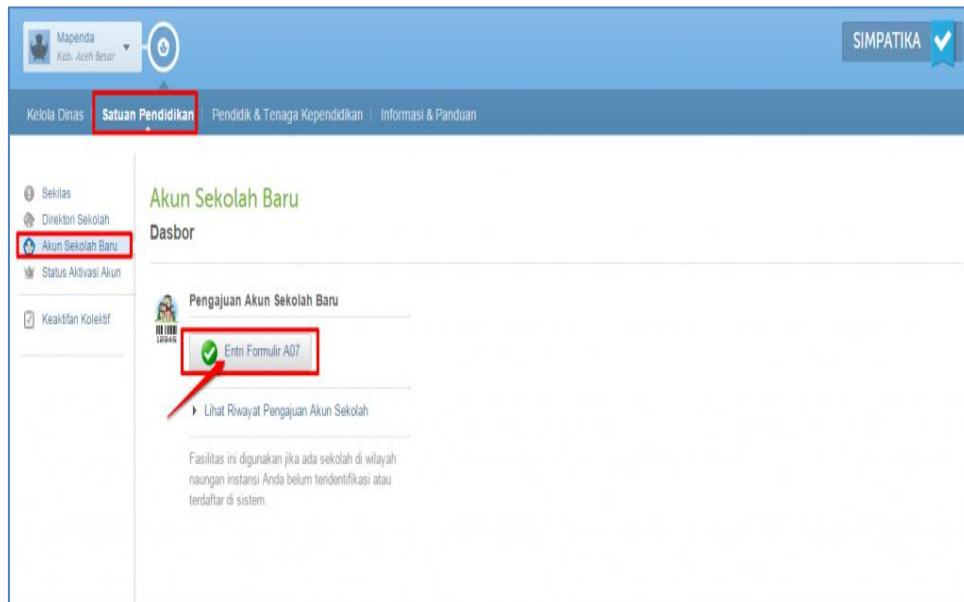 Mapenda
Kab. Aceh Besar
SIMPATIKA
Kelola Dinas
Satuan Pendidikan
Pendidik & Tenaga Kependidikan
Informasi & Panduan
Sekilas
Direktori Sekolah
Akun Sekolah Baru
Status Aktivasi Akun
Keaktifan Kolektif
Akun Sekolah Baru
Dasbor
Pengajuan Akun Sekolah Baru
12345
Entri Formulir A07
Lihat Riwayat Pengajuan Akun Sekolah
Fasilitas ini digunakan jika ada sekolah di wilayah
naungan instansi Anda belum teridentifikasi atau
terdaftar di sistem.